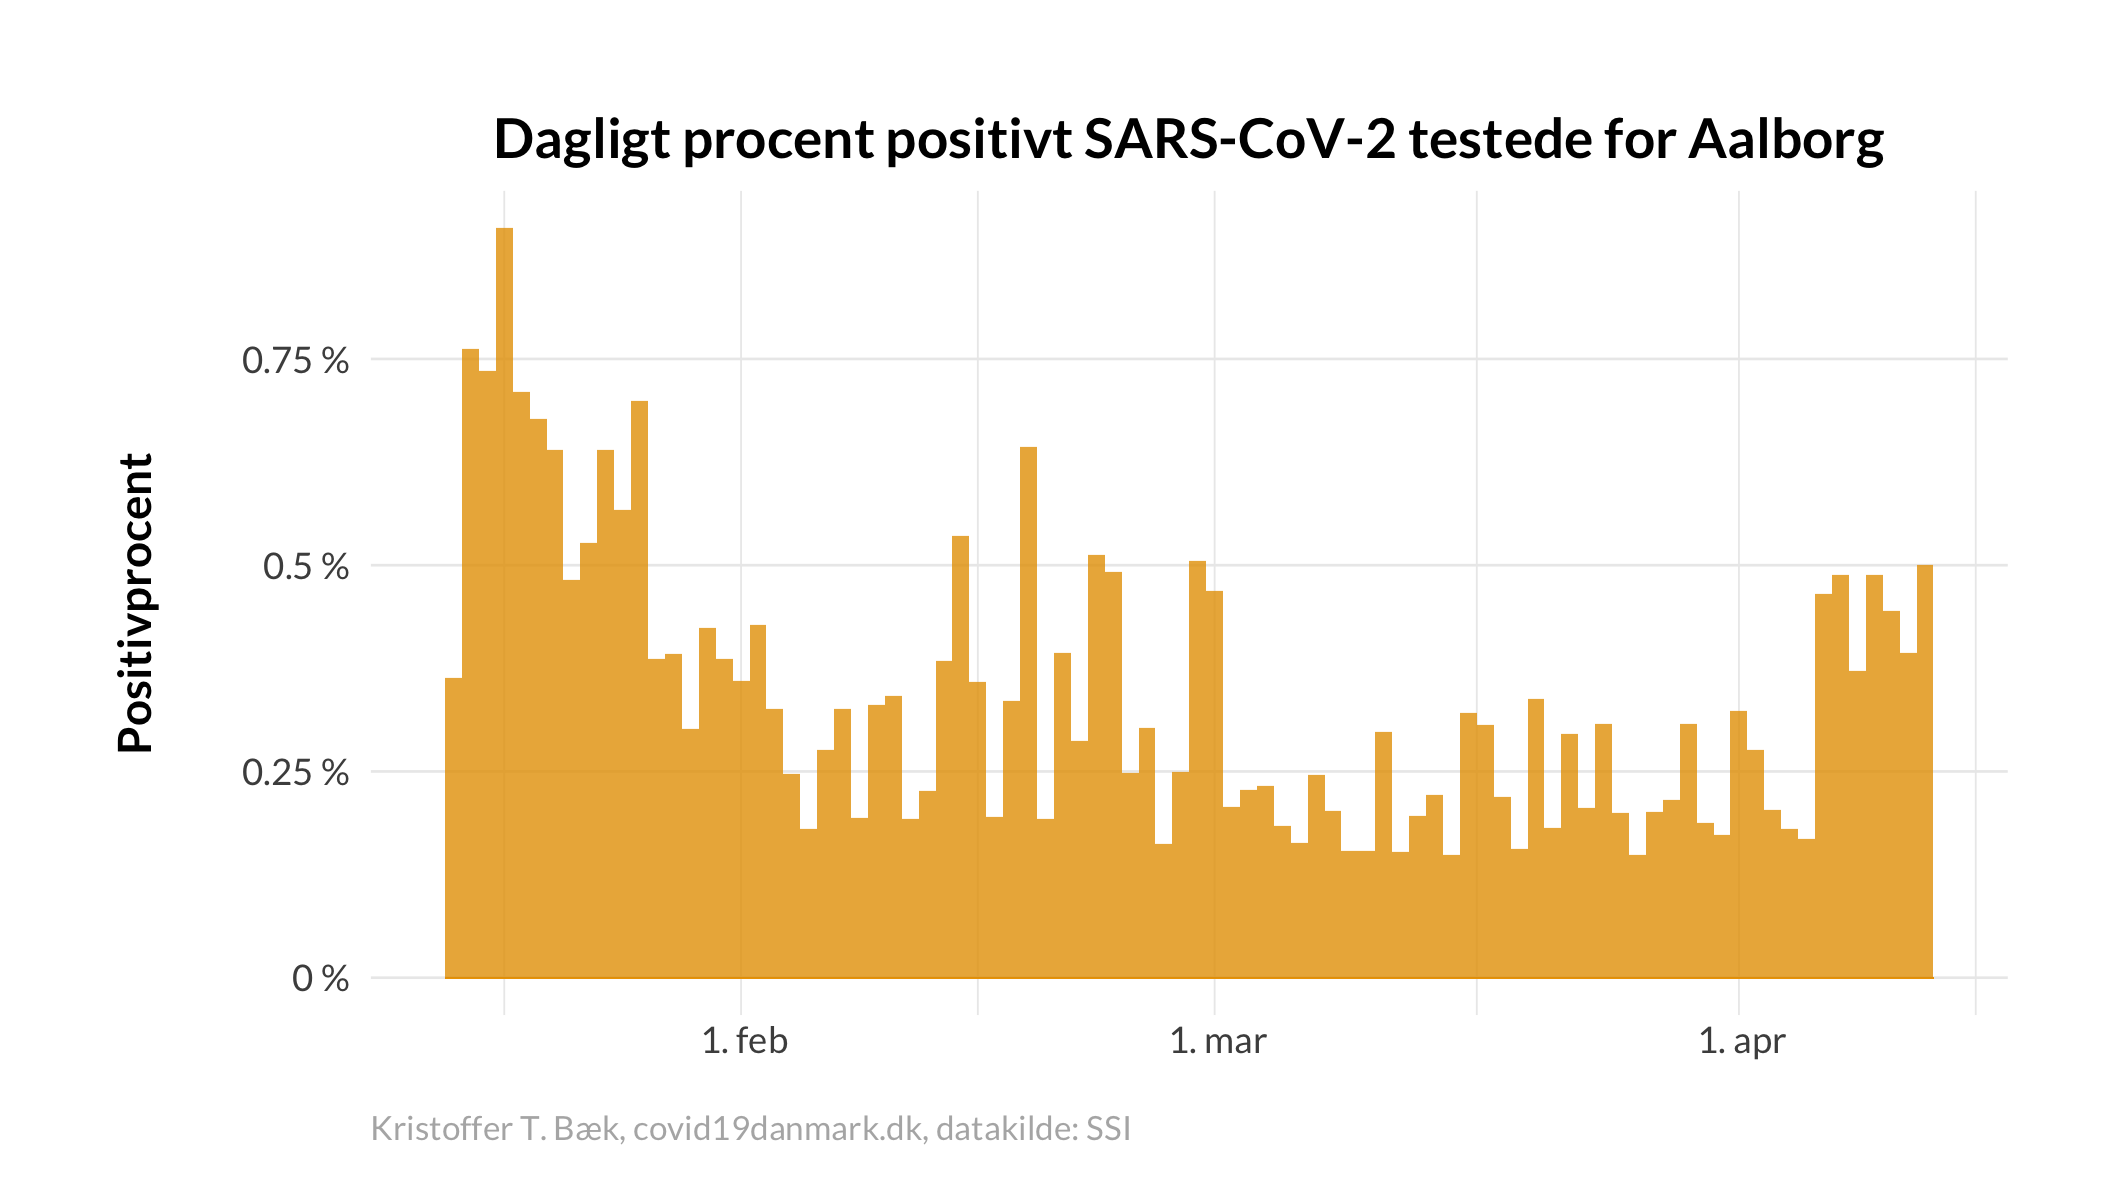 Dagligt procent positivt SARS-CoV-2 testede for Aalborg
Positivprocent
0.75 %
0.5 %
0.25 %
0 %
1. feb
1. mar
1. apr
Kristoffer T. Bæk, covid19danmark.dk, datakilde: SSI